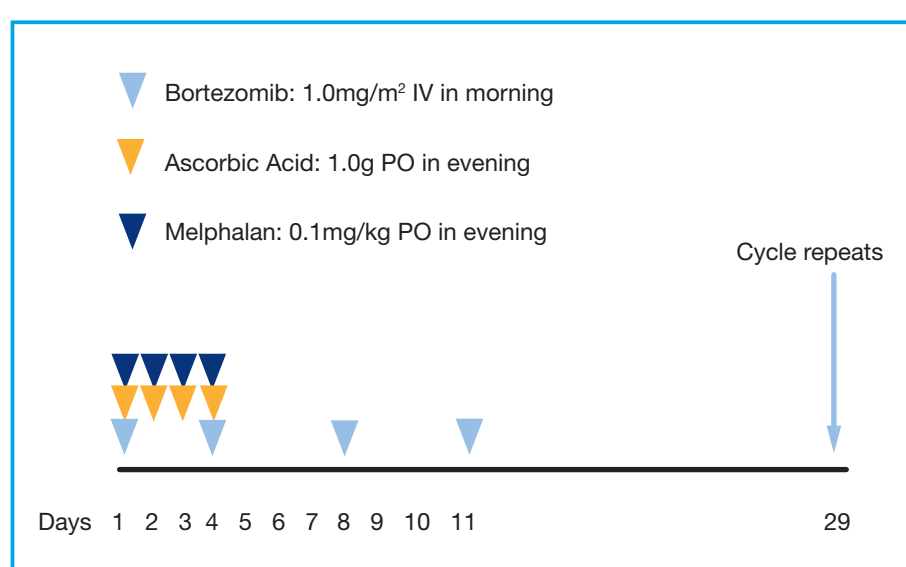 Bortezomib: 1.0mg/m² IV in morning
Ascorbic Acid: 1.0g PO in evening
Melphalan: 0.1mg/kg PO in evening
Cycle repeats
Days 1 2 3 4 5 6 7 8 9 10 11 29